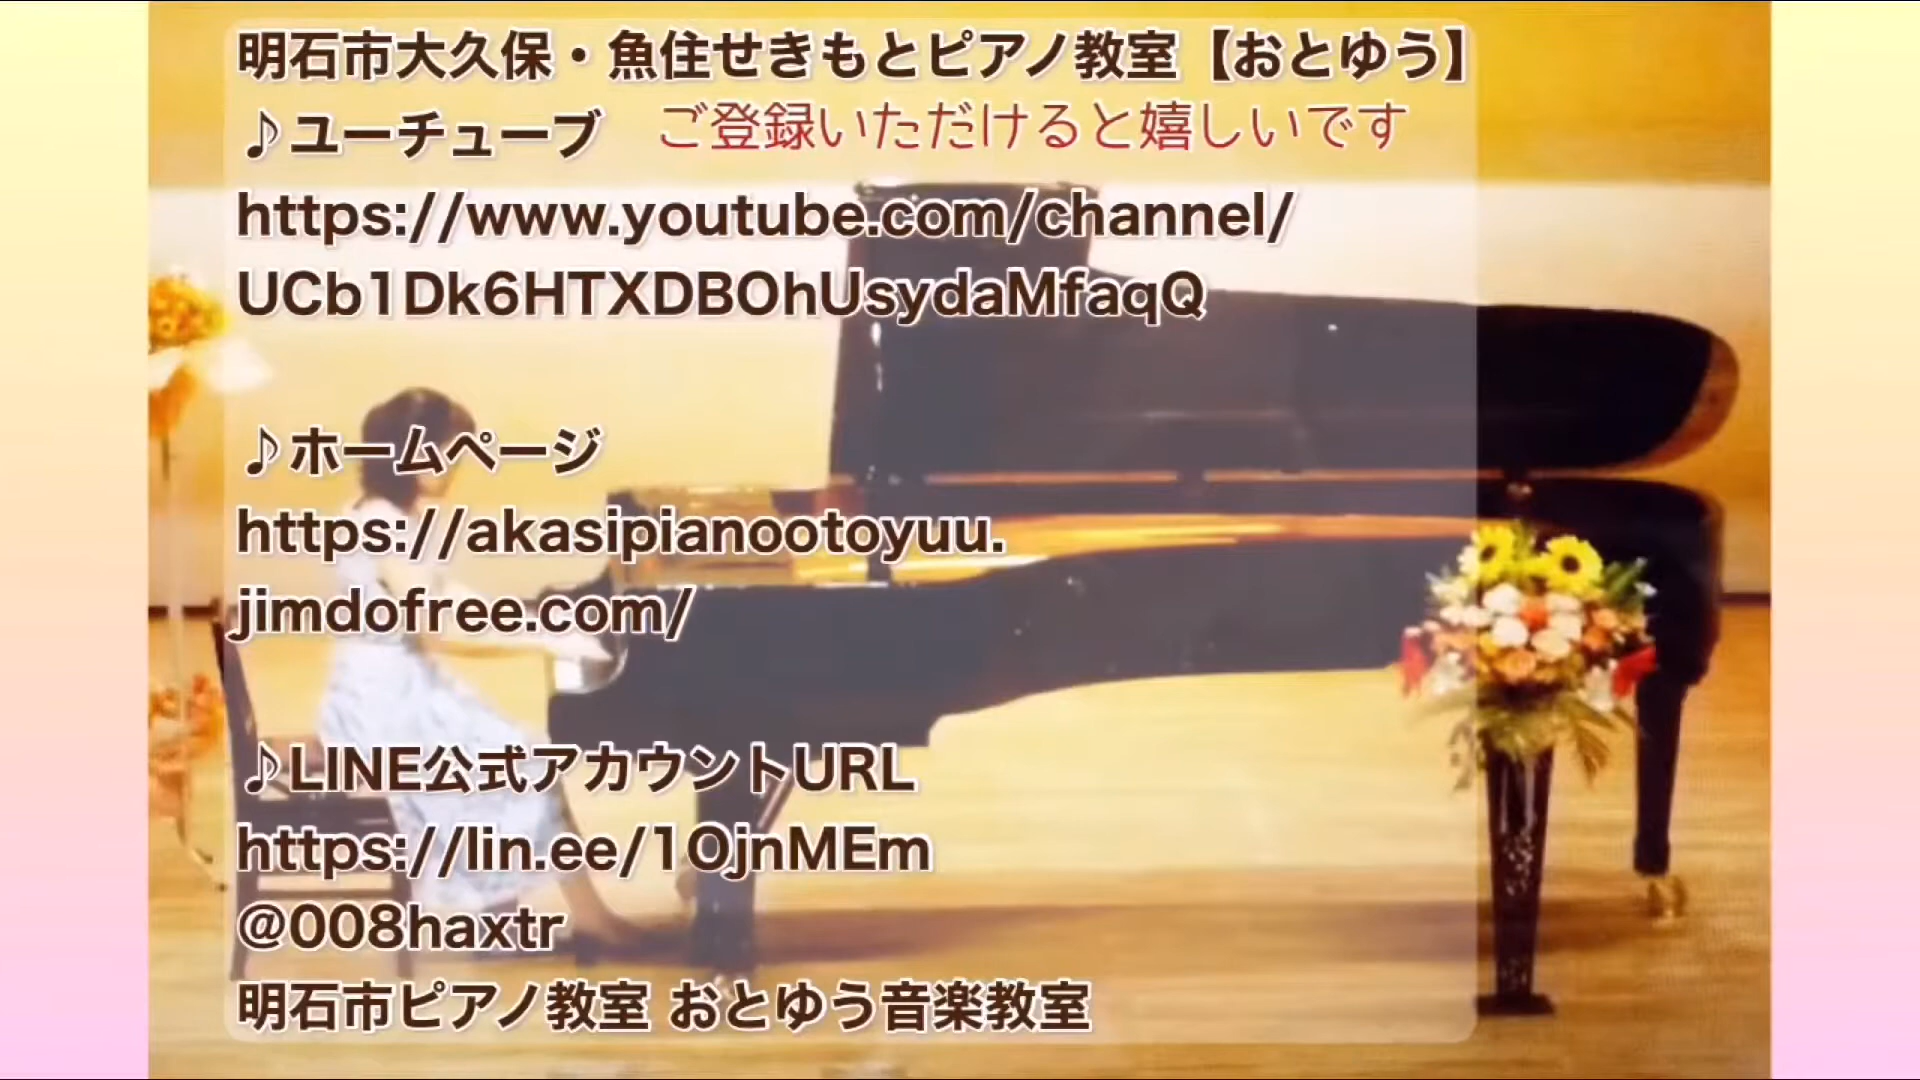 明石市大久保・魚住せきもとピアノ教室【おとゆう】
♪ユーチューブ　ご登録いただけると嬉しいです
https://www.youtube.com/channel/
UCb1Dk6HTXDBOhUsydaMfaqQ
♪ホームページ
https://akasipianootoyuu.
jimdofree.com/
♪LINE公式アカウントURL
https://lin.ee/1OjnMEm
@008haxtr
明石市ピアノ教室 おとゆう音楽教室